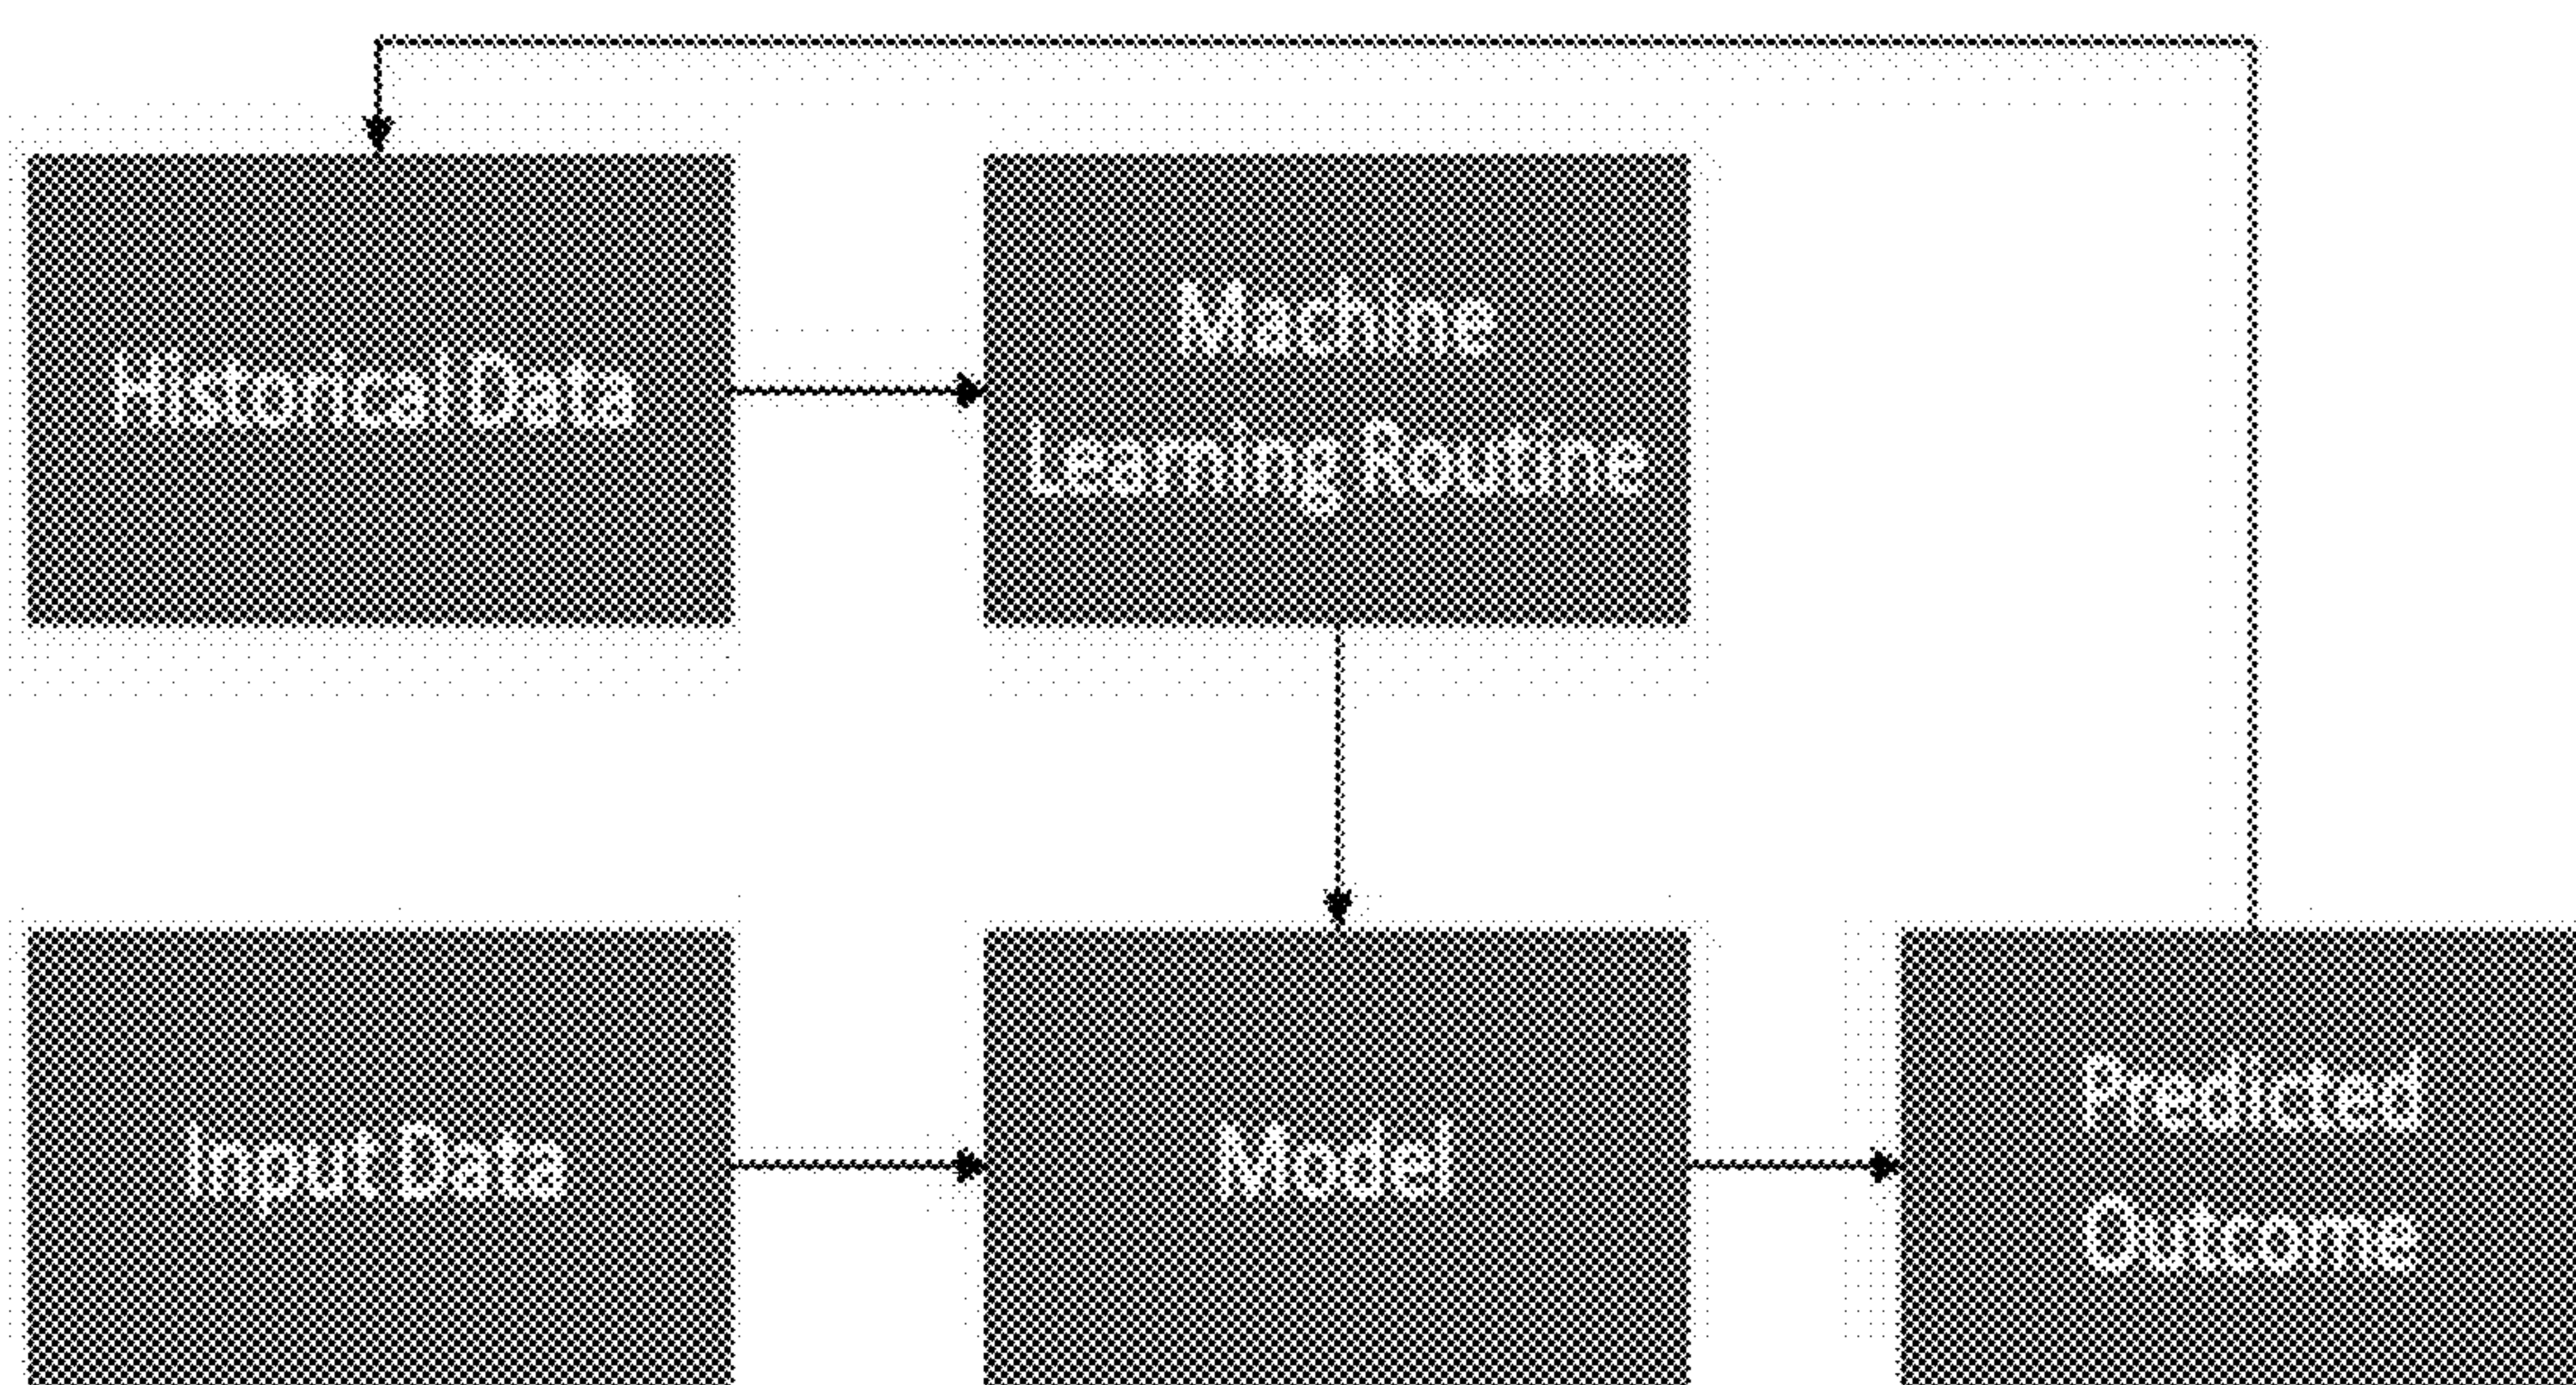 Historical Data
Machine
Learning Routine
Input Data
Model
Predicted
Outcome